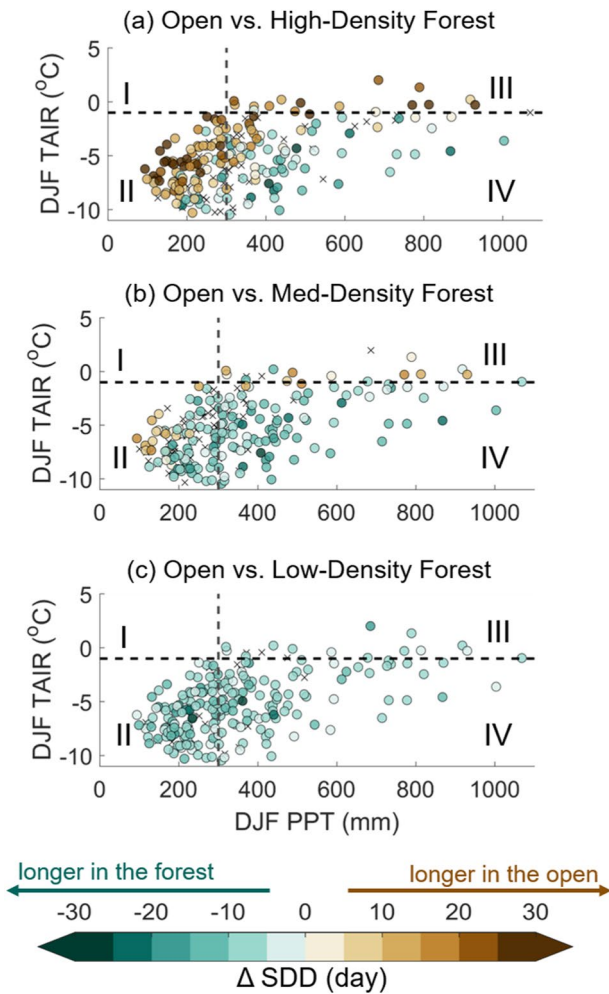 (a) Open vs. High-Density Forest
5
0
-5
-10
DJF TAIR (°C)
I
II
III
IV
0 200 400 600 800 1000
(b) Open vs. Med-Density Forest
5
0
-5
-10
DJF TAIR (°C)
I
II
III
IV
0 200 400 600 800 1000
(c) Open vs. Low-Density Forest
5
0
-5
-10
DJF TAIR (°C)
I
II
III
IV
0 200 400 600 800 1000
DJF PPT (mm)
longer in the forest
longer in the open
-30 -20 -10 0 10 20 30
Δ SDD (day)